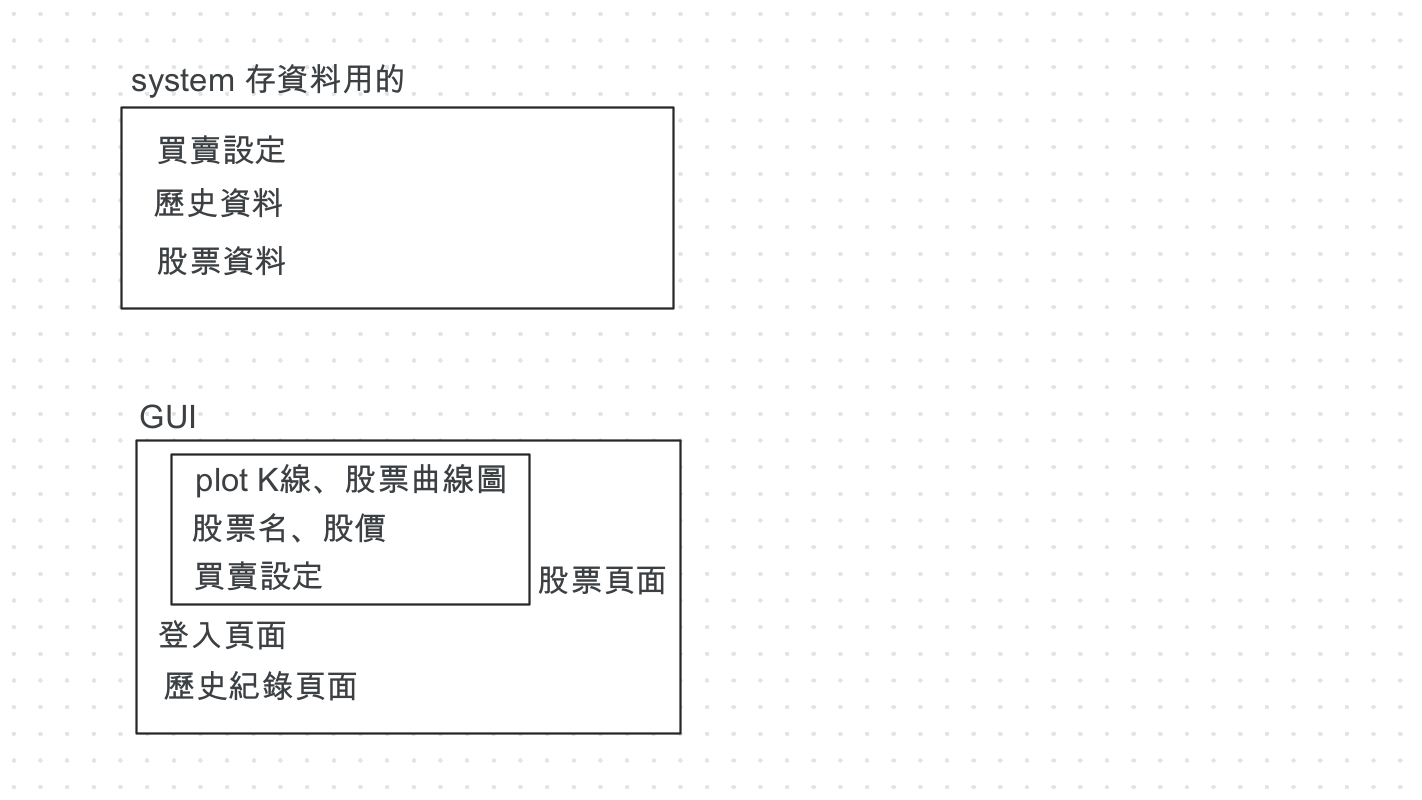 system 存資料用的
買賣設定
歷史資料
股票資料
GUI
plot K線、股票曲線圖
股票名、股價
買賣設定
股票頁面
登入頁面
歷史紀錄頁面